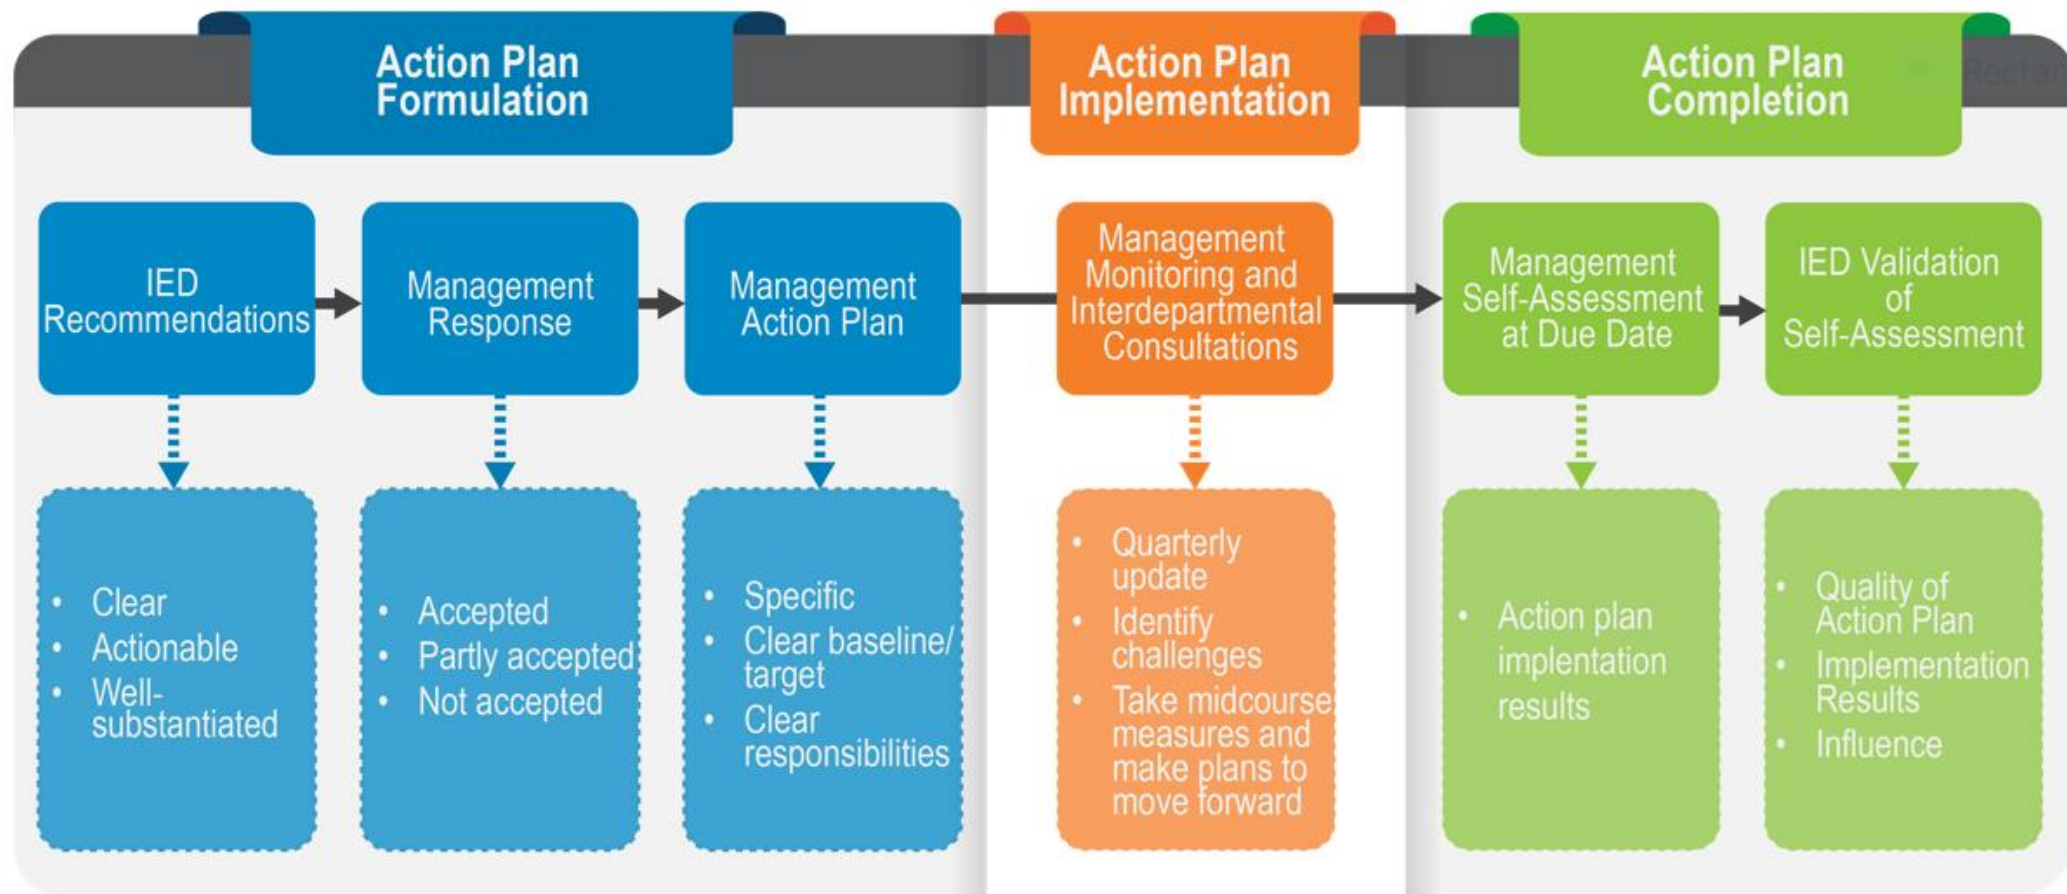 Action Plan
Formulation
Action Plan
Implementation
Action Plan
Completion
IED
Recommendations
Management
Response
Management
Action Plan
Management
Monitoring and
Interdepartmental
Consultations
Management
Self-Assessment
at Due Date
IED Validation
of
Self-Assessment
• Clear
• Actionable
• Well-
substantiated
• Accepted
• Partly accepted
• Not accepted
• Specific
• Clear baseline/
target
• Clear
responsibilities
• Quarterly
update
• Identify
challenges
• Take midcourse
measures and
make plans to
move forward
• Action plan
implentation
results
• Quality of
Action Plan
• Implementation
Results
• Influence